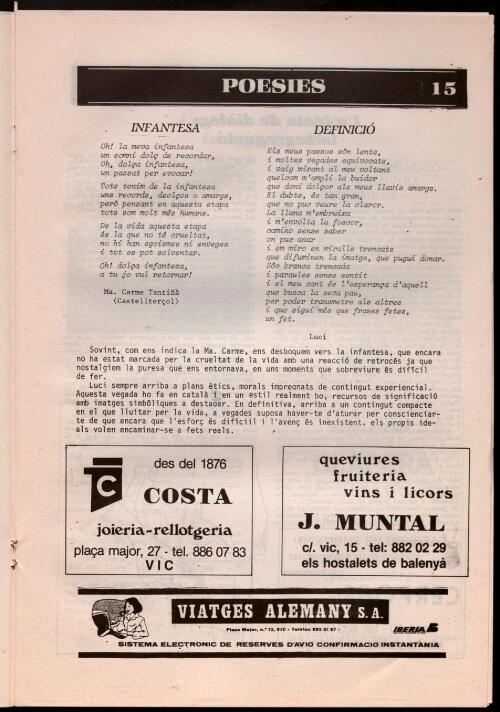 POESIES 15
INFANTESA
Oh! la meva infantesa
un somni dolç de recordar,
Oh, dolça infantesa,
un passat per evocar!
Tots tenim de la infantesa
uns records, deolços o amargs,
però pensant en aquesta etapa
tots som molt més humans.
De la vida aquesta etapa
és la que no té crueltat,
no hi han egoïemes ni enveges
i tot es pot solventar.
Oh! dolça infantesa,
a tu jo vull retornar!
Ma. Carme Tantiñà
(Castellterçol)
DEFINICIÓ
Els meus passos són lents,
i moltes vegades equivocats,
i vaig mirant al meu voltant
quelcom m'ompli la buidor
que doni dolçor als meus llavis amargs.
El dubte, és tan gran,
que no puc veure la claror.
La lluna m'embruixa
i m'envolta la foscor,
camino sense saber
on puc anar
i em miro en miralls trencats
que difuminen la imatge, que pugui donar.
Sóc branca trencada
i paraules sense sentit
i el meu cant és l'esperança d'aquell
que busca la seva pau,
per poder transmetre als altres
i que sigui més que frases fetes,
un fet.
Luci
Sovint, com ens indica la Ma. Carme, ens desboquem vers la infantesa, que encara
no ha estat marcada per la crueltat de la vida amb una reacció de retrocés ja que
nostalgiem la puresa que ens entornava, en uns moments que sobreviure és difícil
de fer.
Luci sempre arriba a plans ètics, morals impregnats de contingut experiencial.
Aquesta vegada ho fa en català i en un estil realment bo, recursos de significació
amb imatges simbòliques a destacar. En definitiva, arriba a un contingut compacte
en el que lluitar per la vida, a vegades suposa haver-te d'aturar per conscienciar-
te de que encara que l'esforç és difícil i l'avenç és inexistent. els propis ide-
als volen encaminar-se a fets reals.
des del 1876
C COSTA
joieria-rellotgeria
plaça major, 27 - tel. 886 07 83
VIC
queviures
fruiteria
vins i licors
J. MUNTAL
c/. vic, 15 - tel: 882 02 29
els hostalets de balenyá
VIATGES ALEMANY S.A.
Plaça Major, n.º 13, VIC - Telèfon 885 51 87 -
IBERIA
SISTEMA ELECTRONIC DE RESERVES D'AVIO CONFIRMACIO INSTANTÀNIA